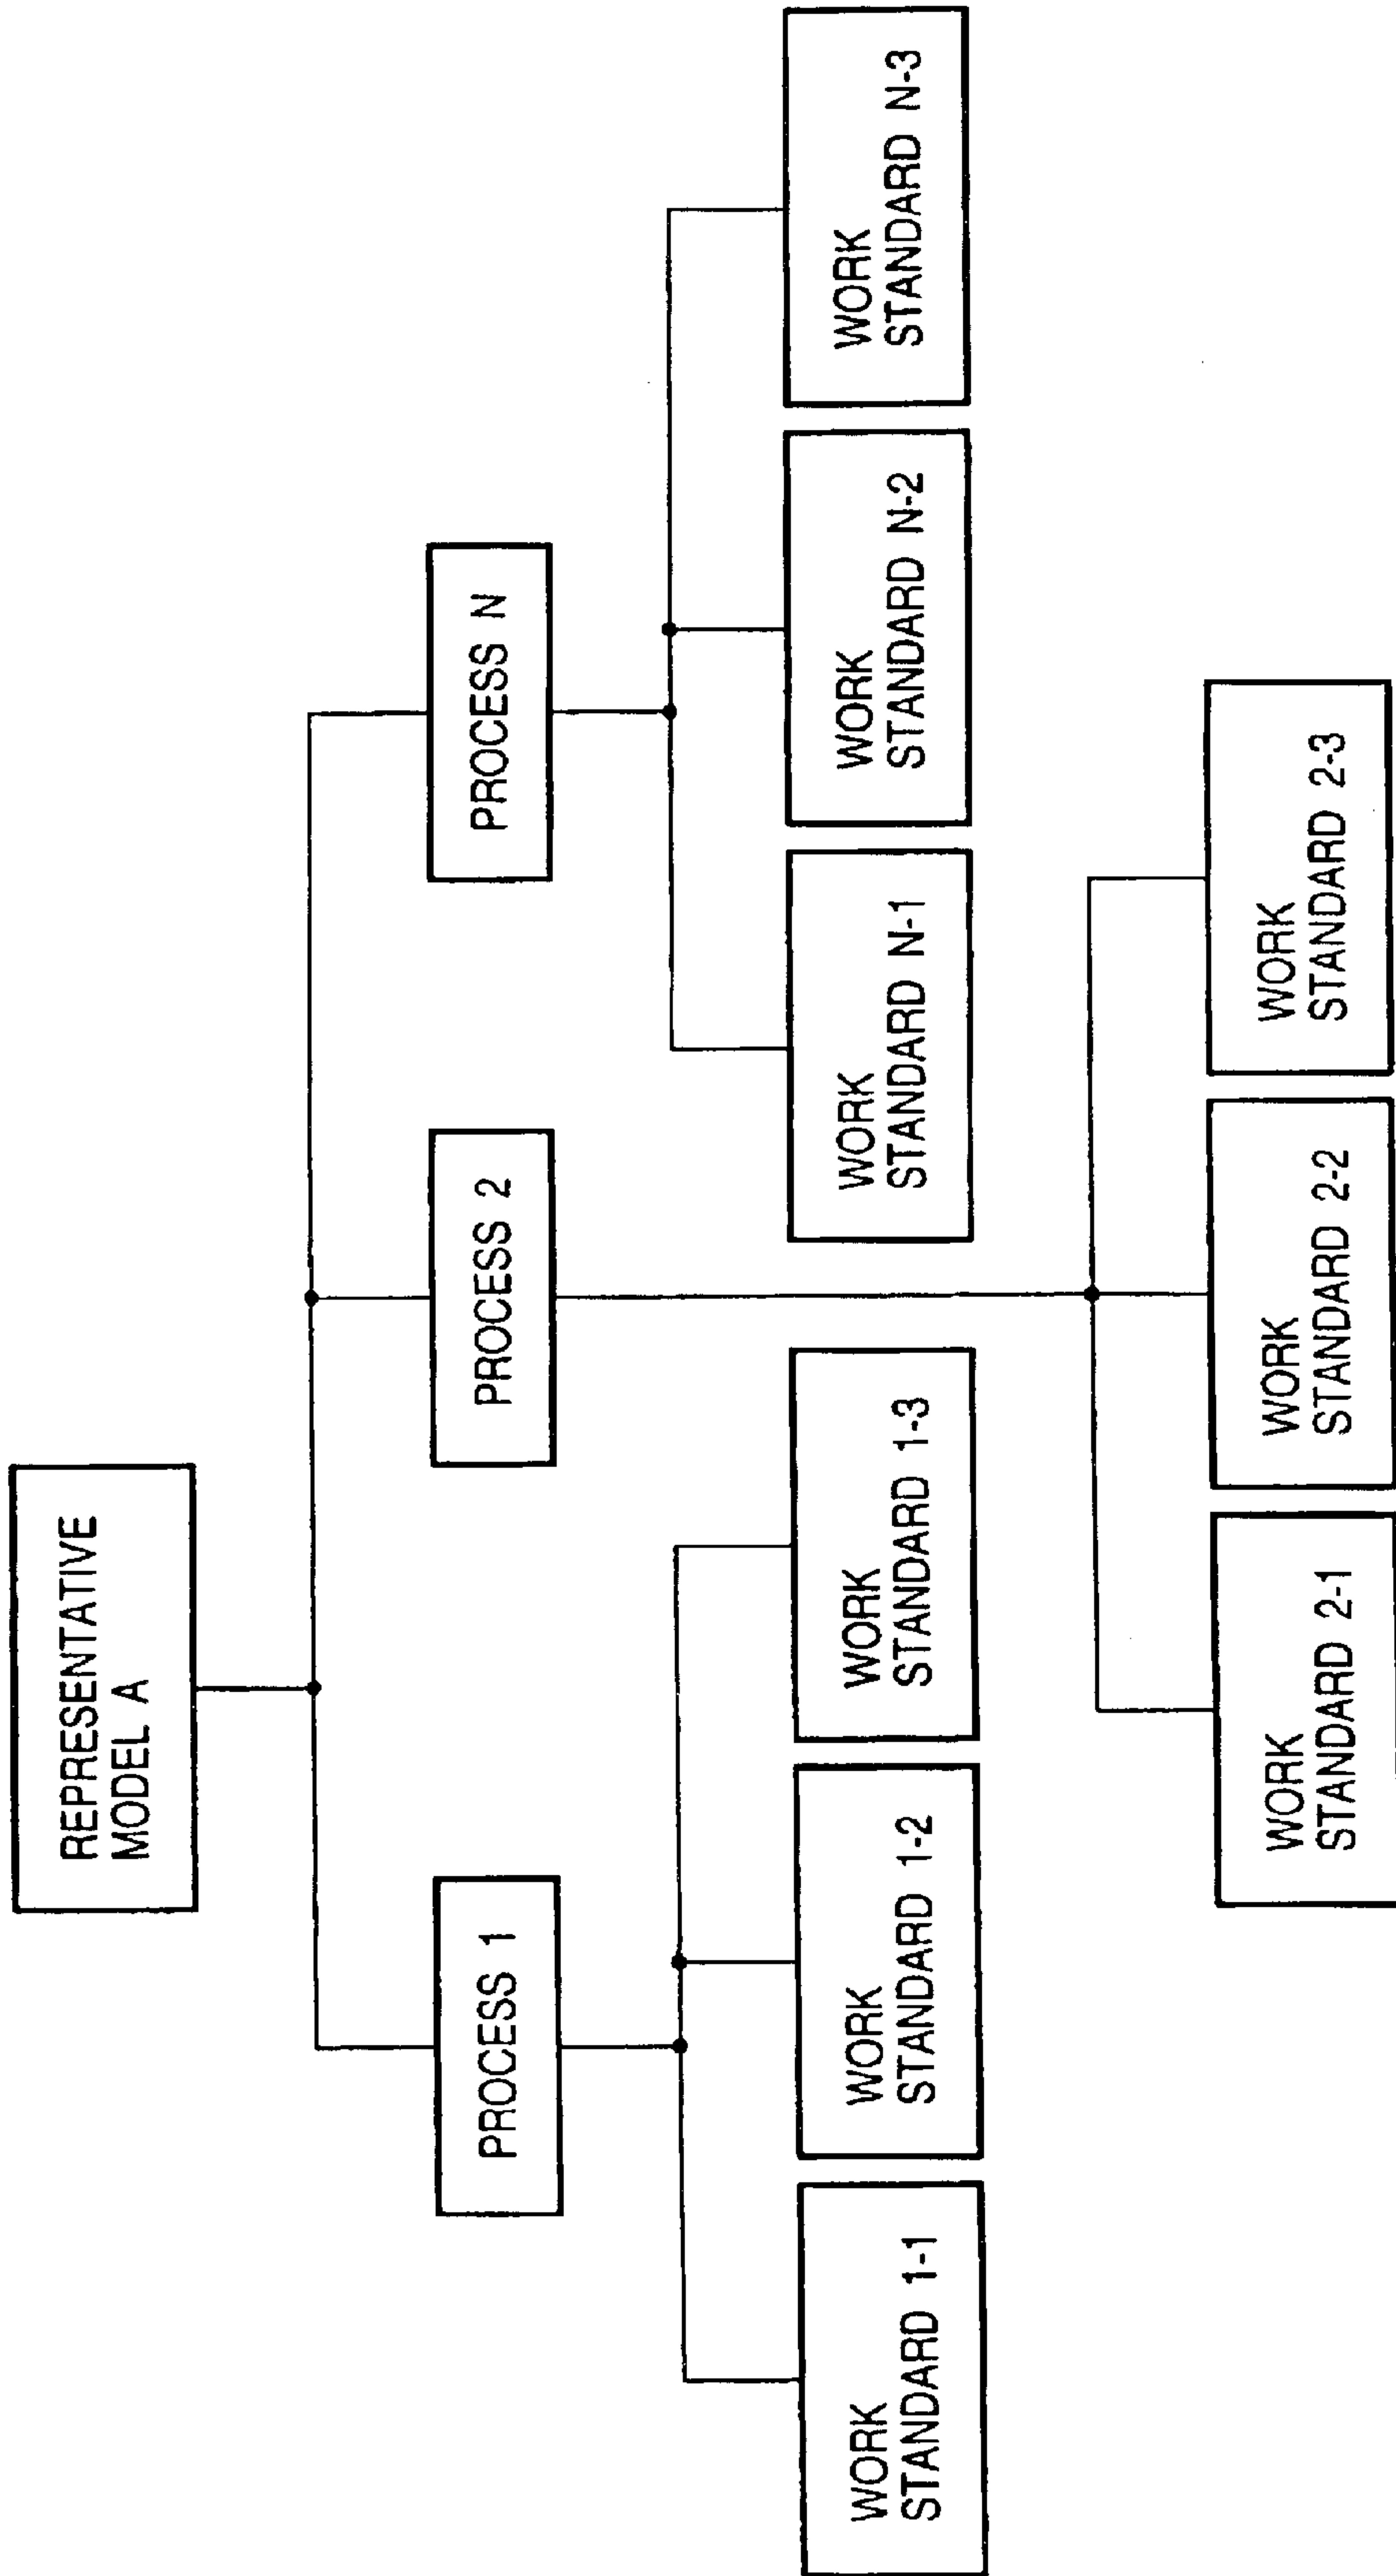 REPRESENTATIVE
MODEL A
PROCESS 1
PROCESS 2
PROCESS N
WORK
STANDARD 1-1
WORK
STANDARD 1-2
WORK
STANDARD 1-3
WORK
STANDARD N-1
WORK
STANDARD N-2
WORK
STANDARD N-3
WORK
STANDARD 2-1
WORK
STANDARD 2-2
WORK
STANDARD 2-3